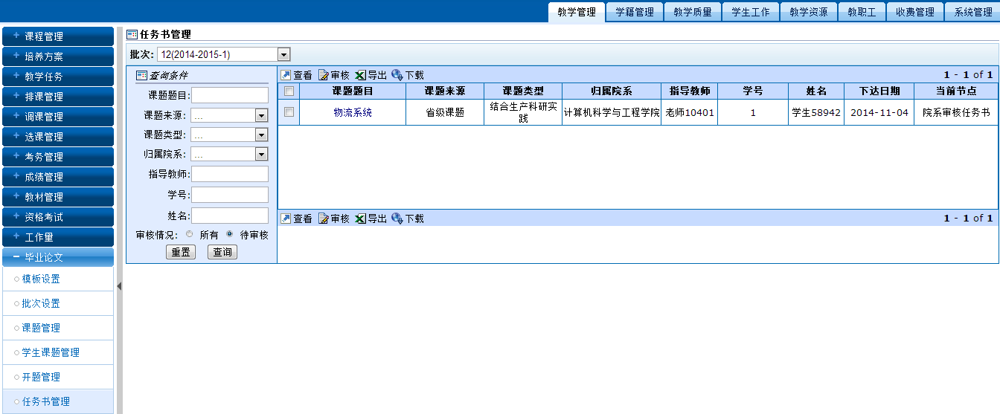 教学管理 学籍管理 教学质量 学生工作 教学资源 教职工 收费管理 系统管理
课程管理
培养方案
教学任务
排课管理
调课管理
选课管理
考务管理
成绩管理
教材管理
资格考试
工作量
毕业论文
模板设置
批次设置
课题管理
学生课题管理
开题管理
任务书管理
任务书管理
批次: 12(2014-2015-1)
查询条件
课题题目:
课题来源: ...
课题类型: ...
归属院系: ...
指导教师:
学号:
姓名:
审核情况: 所有 待审核
重置 查询
查看 审核 导出 下载 1 - 1 of 1
课题题目 课题来源 课题类型 归属院系 指导教师 学号 姓名 下达日期 当前节点
物流系统 省级课题 结合生产科研实践 计算机科学与工程学院 老师10401 1 学生58942 2014-11-04 院系审核任务书
查看 审核 导出 下载 1 - 1 of 1